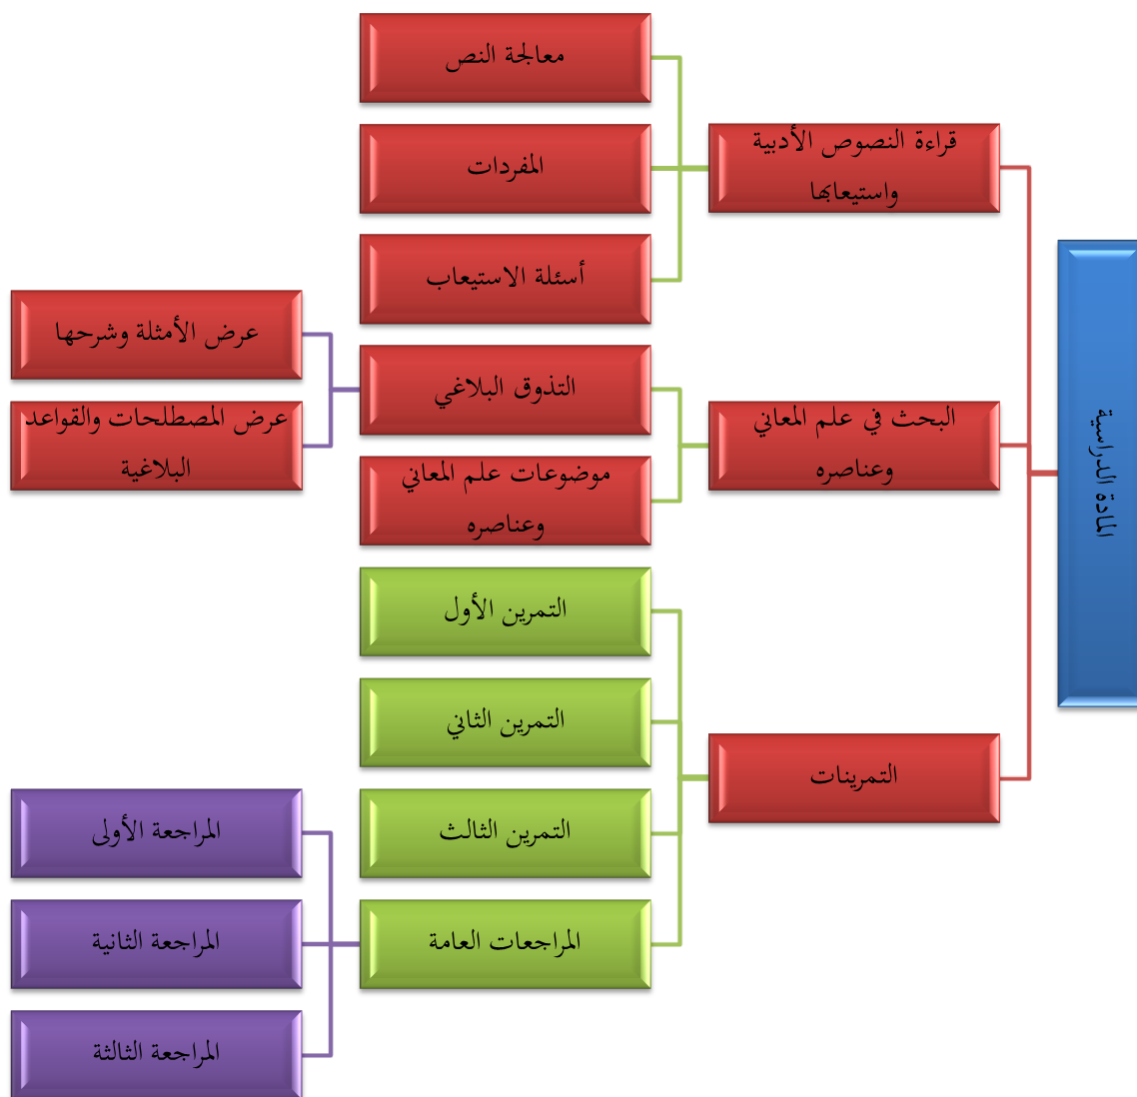 المادة الدراسية
قراءة النصوص الأدبية
واستيعابها
معالجة النص
المفردات
أسئلة الاستيعاب
البحث في علم المعاني
وعناصره
التذوق البلاغي
عرض الأمثلة وشرحها
عرض المصطلحات والقواعد
البلاغية
موضوعات علم المعاني
وعناصره
التمرينات
التمرين الأول
التمرين الثاني
التمرين الثالث
المراجعات العامة
المراجعة الأولى
المراجعة الثانية
المراجعة الثالثة